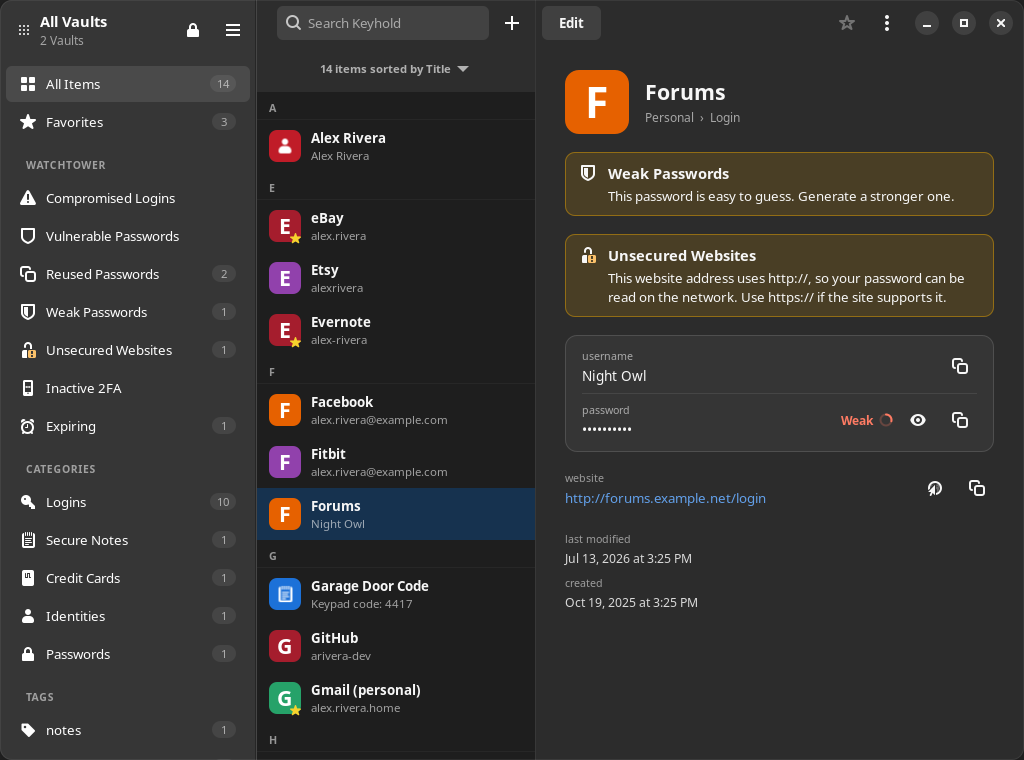 All Vaults
2 Vaults
All Items 14
Favorites 3
WATCHTOWER
Compromised Logins
Vulnerable Passwords
Reused Passwords 2
Weak Passwords 1
Unsecured Websites 1
Inactive 2FA
Expiring 1
CATEGORIES
Logins 10
Secure Notes 1
Credit Cards 1
Identities 1
Passwords 1
TAGS
notes 1
Search Keyhold
14 items sorted by Title
A
Alex Rivera
Alex Rivera
E
E
eBay
alex.rivera
E
Etsy
alexrivera
E
Evernote
alex-rivera
F
F
Facebook
alex.rivera@example.com
F
Fitbit
alex.rivera@example.com
F
Forums
Night Owl
G
Garage Door Code
Keypad code: 4417
G
GitHub
arivera-dev
G
Gmail (personal)
alex.rivera.home
H
Edit
F
Forums
Personal › Login
Weak Passwords
This password is easy to guess. Generate a stronger one.
Unsecured Websites
This website address uses http://, so your password can be
read on the network. Use https:// if the site supports it.
username
Night Owl
password
•••••••••• Weak
website
http://forums.example.net/login
last modified
Jul 13, 2026 at 3:25 PM
created
Oct 19, 2025 at 3:25 PM